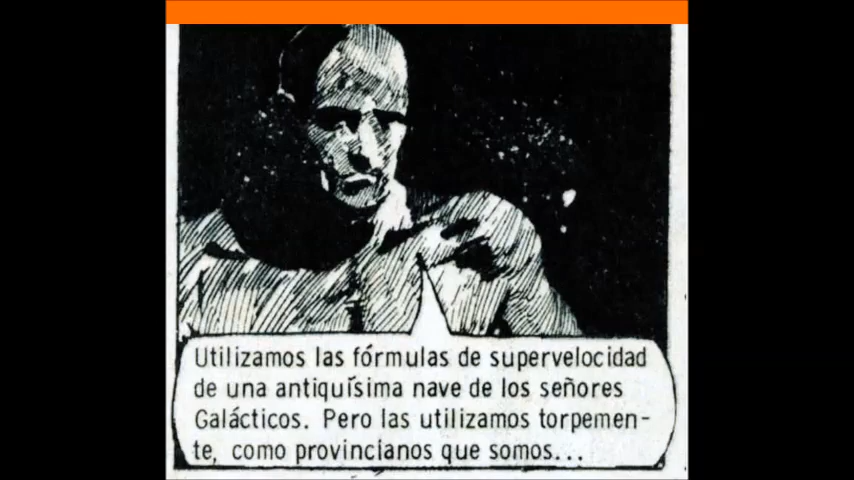 Utilizamos las fórmulas de supervelocidad
de una antiquísima nave de los señores
Galácticos. Pero las utilizamos torpemen-
te, como provincianos que somos...